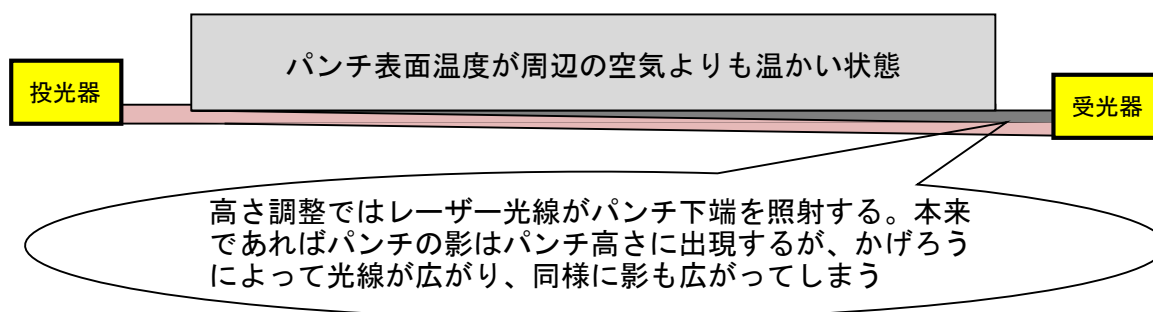 パンチ表面温度が周辺の空気よりも温かい状態
投光器
受光器
高さ調整ではレーザー光線がパンチ下端を照射する。本来
であればパンチの影はパンチ高さに出現するが、かげろう
によって光線が広がり、同様に影も広がってしまう